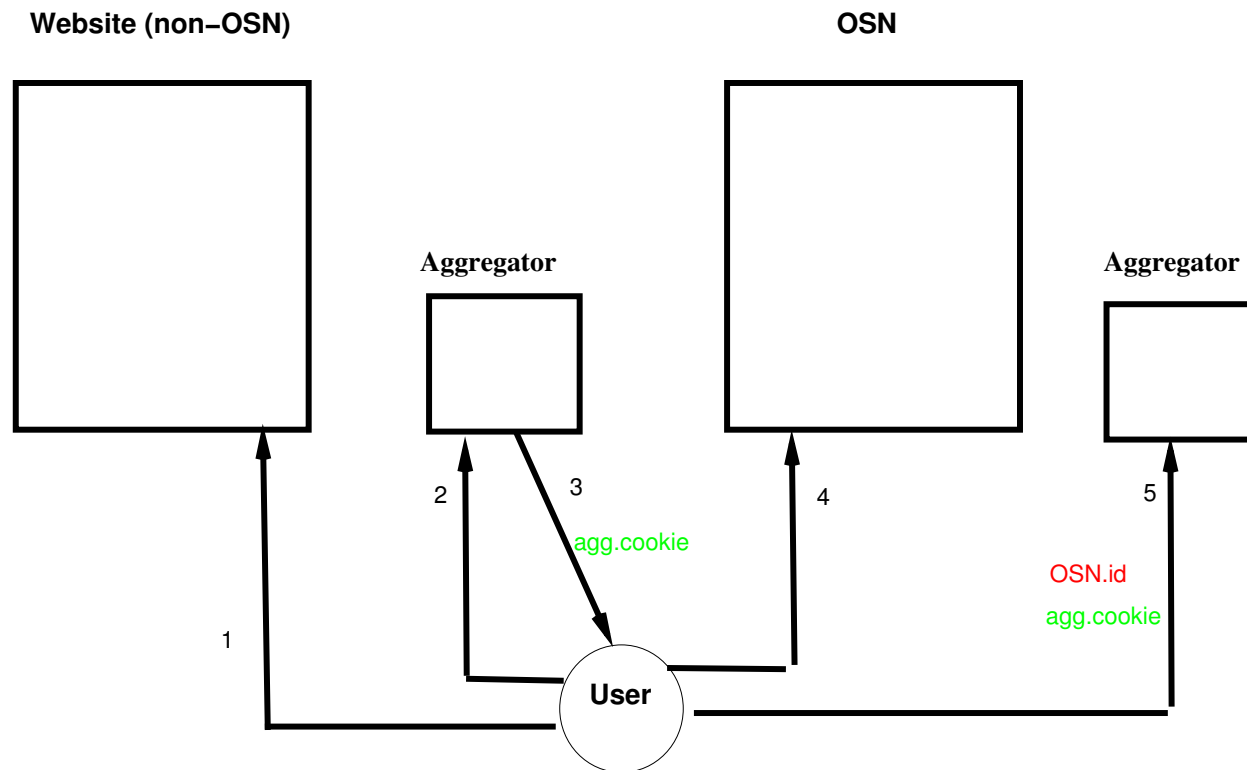 Website (non−OSN)
OSN
Aggregator
Aggregator
2
3
4
5
agg.cookie
OSN.id
agg.cookie
1
User